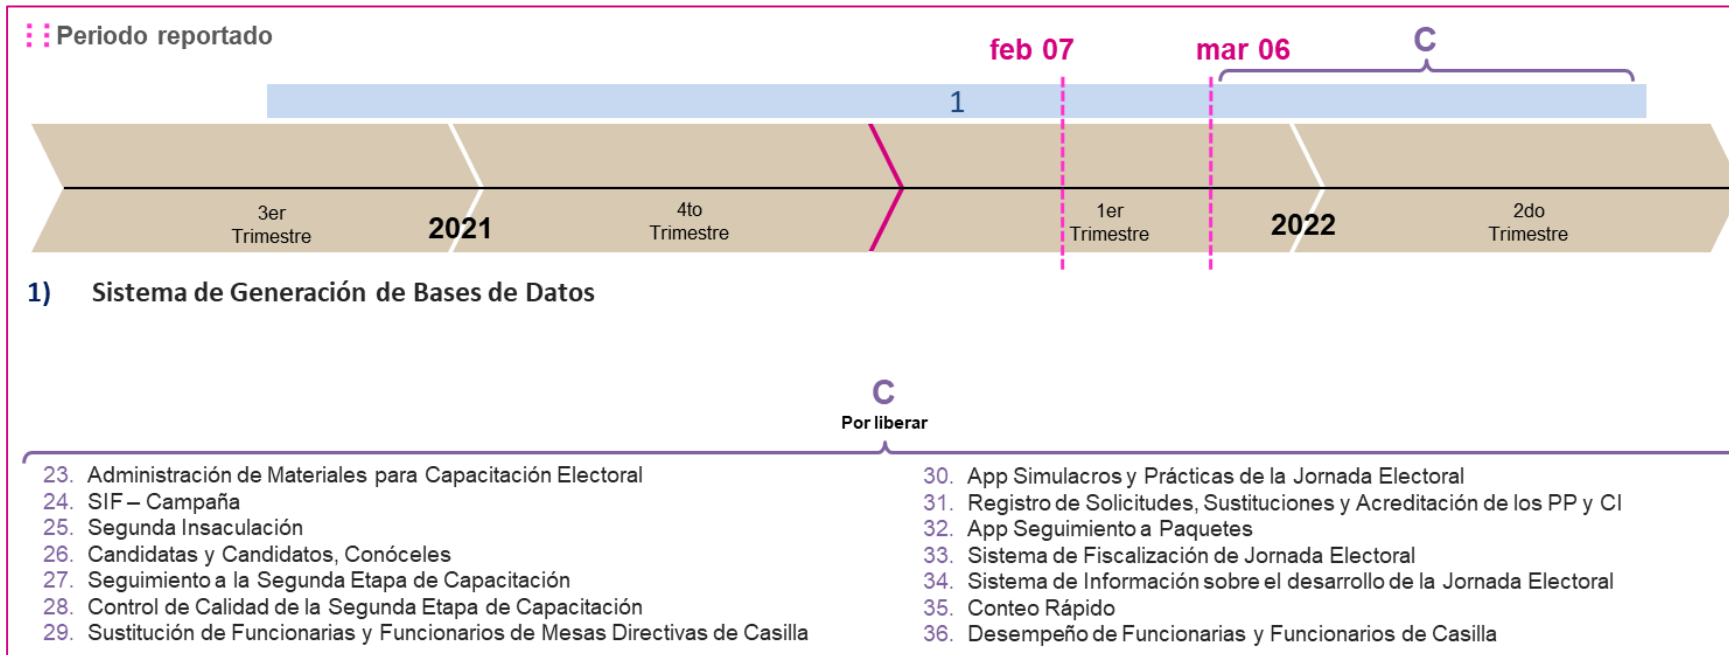 Periodo reportado
feb 07
mar 06
C
1
3er
Trimestre
2021
4to
Trimestre
1er
Trimestre
2022
2do
Trimestre
1) Sistema de Generación de Bases de Datos
C
Por liberar
23. Administración de Materiales para Capacitación Electoral
24. SIF – Campaña
25. Segunda Insaculación
26. Candidatas y Candidatos, Conóceles
27. Seguimiento a la Segunda Etapa de Capacitación
28. Control de Calidad de la Segunda Etapa de Capacitación
29. Sustitución de Funcionarias y Funcionarios de Mesas Directivas de Casilla
30. App Simulacros y Prácticas de la Jornada Electoral
31. Registro de Solicitudes, Sustituciones y Acreditación de los PP y CI
32. App Seguimiento a Paquetes
33. Sistema de Fiscalización de Jornada Electoral
34. Sistema de Información sobre el desarrollo de la Jornada Electoral
35. Conteo Rápido
36. Desempeño de Funcionarias y Funcionarios de Casilla